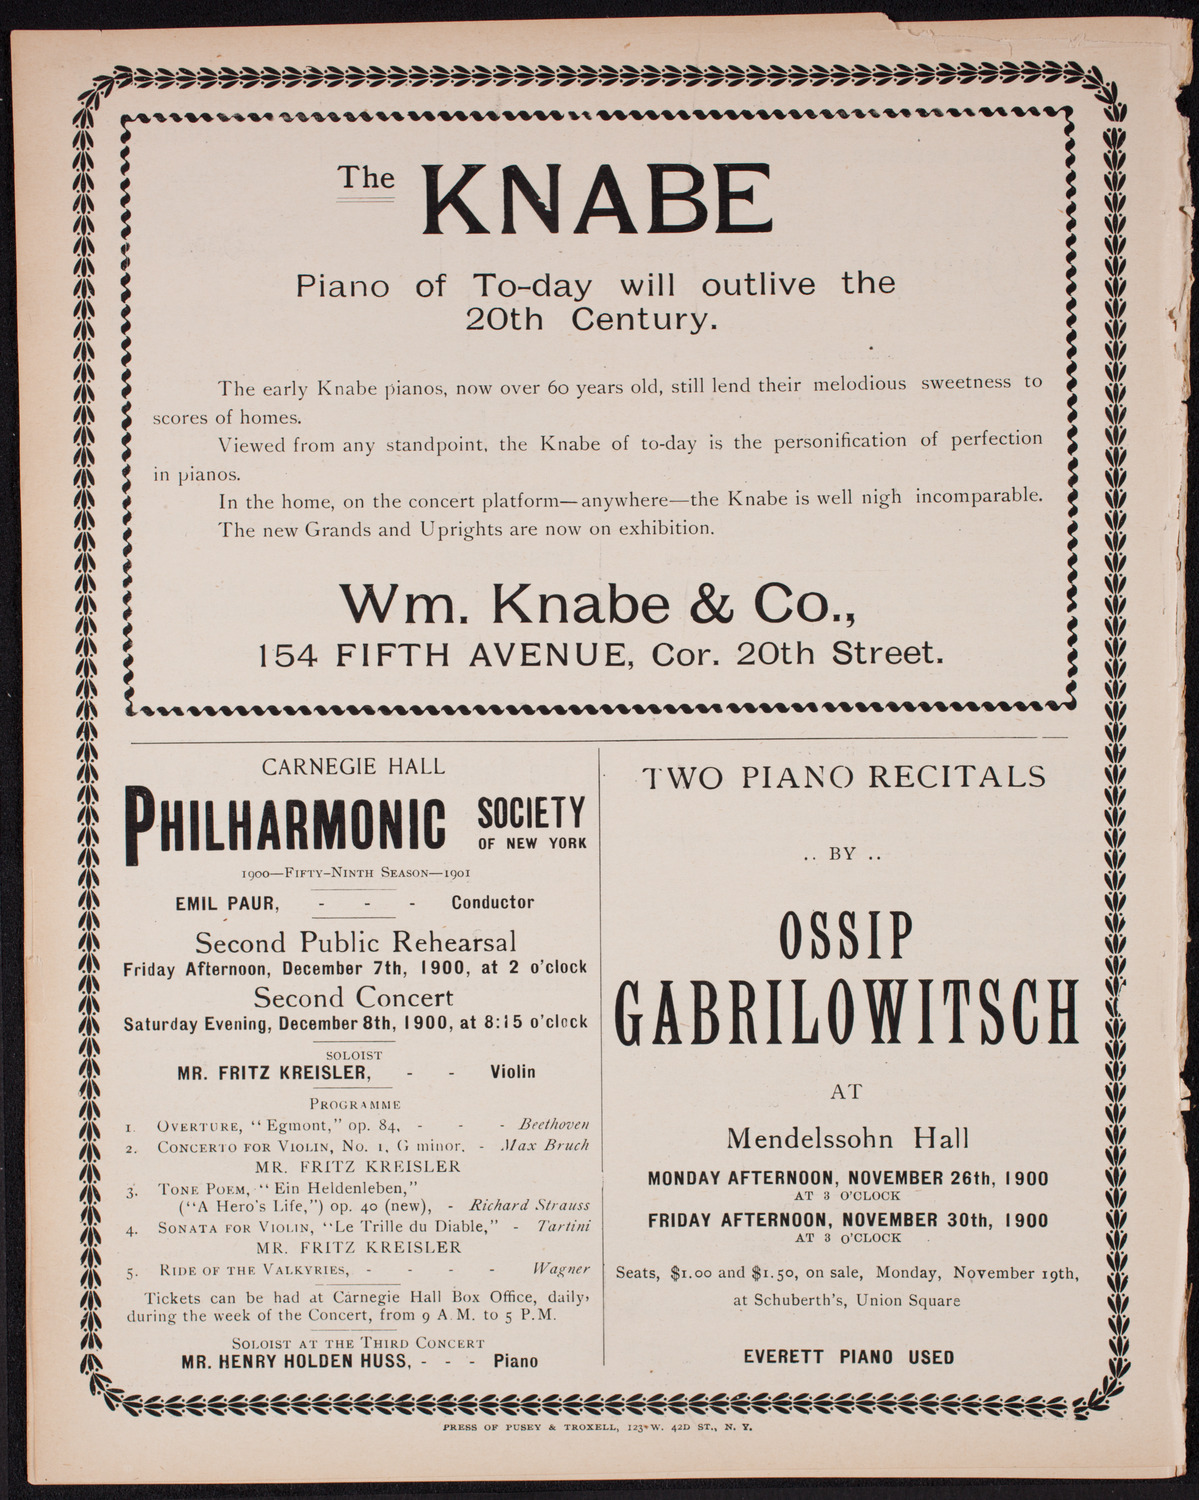 The KNABE
Piano of To-day will outlive the
20th Century.
The early Knabe pianos, now over 60 years old, still lend their melodious sweetness to
scores of homes.
Viewed from any standpoint, the Knabe of to-day is the personification of perfection
in pianos.
In the home, on the concert platform—anywhere—the Knabe is well nigh incomparable.
The new Grands and Uprights are now on exhibition.
Wm. Knabe & Co.,
154 FIFTH AVENUE, Cor. 20th Street.
CARNEGIE HALL
PHILHARMONIC SOCIETY
OF NEW YORK
1900—FIFTY-NINTH SEASON—1901
EMIL PAUR, - - - Conductor
Second Public Rehearsal
Friday Afternoon, December 7th, 1900, at 2 o'clock
Second Concert
Saturday Evening, December 8th, 1900, at 8:15 o'clock
SOLOIST
MR. FRITZ KREISLER, - - Violin
PROGRAMME
1. OVERTURE, "Egmont," op. 84, - - - Beethoven
2. CONCERTO FOR VIOLIN, NO. 1, G minor, - Max Bruch
MR. FRITZ KREISLER
3. TONE POEM, "Ein Heldenleben,"
("A Hero's Life,") op. 40 (new), - Richard Strauss
4. SONATA FOR VIOLIN, "Le Trille du Diable," - Tartini
MR. FRITZ KREISLER
5. RIDE OF THE VALKYRIES, - - - - Wagner
Tickets can be had at Carnegie Hall Box Office, daily,
during the week of the Concert, from 9 A.M. to 5 P.M.
SOLOIST AT THE THIRD CONCERT
MR. HENRY HOLDEN HUSS, - - - Piano
TWO PIANO RECITALS
.. BY ..
OSSIP
GABRILOWITSCH
AT
Mendelssohn Hall
MONDAY AFTERNOON, NOVEMBER 26th, 1900
AT 3 O'CLOCK
FRIDAY AFTERNOON, NOVEMBER 30th, 1900
AT 3 O'CLOCK
Seats, $1.00 and $1.50, on sale, Monday, November 19th,
at Schuberth's, Union Square
EVERETT PIANO USED
PRESS OF PUSEY & TROXELL, 123 W. 42D ST., N. Y.